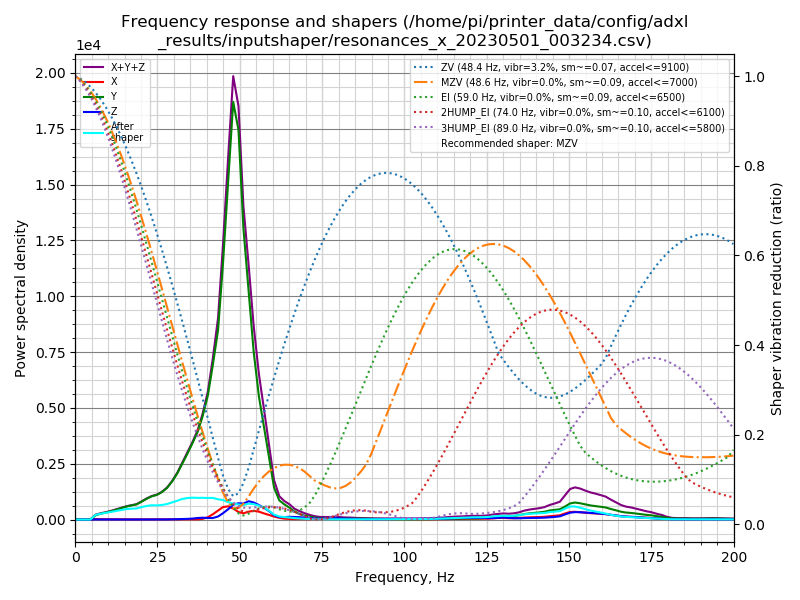 Frequency response and shapers (/home/pi/printer_data/config/adxl
_results/inputshaper/resonances_x_20230501_003234.csv)
1e4
X+Y+Z
X
Y
Z
After
shaper
ZV (48.4 Hz, vibr=3.2%, sm~=0.07, accel<=9100)
MZV (48.6 Hz, vibr=0.0%, sm~=0.09, accel<=7000)
EI (59.0 Hz, vibr=0.0%, sm~=0.09, accel<=6500)
2HUMP_EI (74.0 Hz, vibr=0.0%, sm~=0.10, accel<=6100)
3HUMP_EI (89.0 Hz, vibr=0.0%, sm~=0.10, accel<=5800)
Recommended shaper: MZV
Power spectral density
2.00
1.75
1.50
1.25
1.00
0.75
0.50
0.25
0.00
1.0
0.8
0.6
0.4
0.2
0.0
Shaper vibration reduction (ratio)
0 25 50 75 100 125 150 175 200
Frequency, Hz